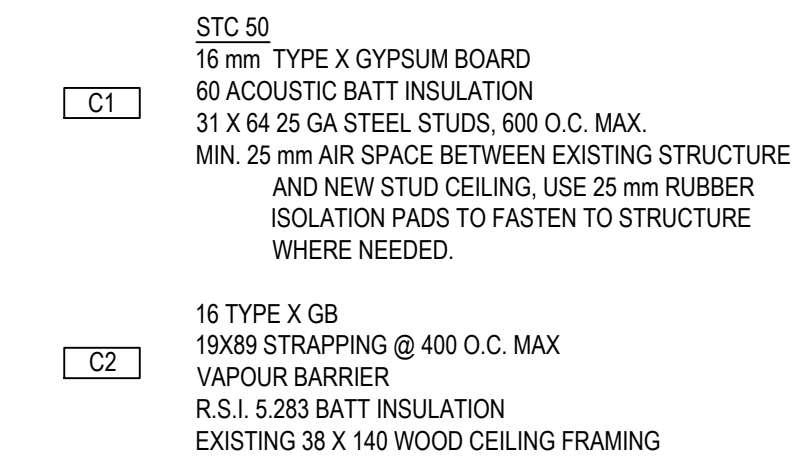 STC 50
16 mm TYPE X GYPSUM BOARD
C1
60 ACOUSTIC BATT INSULATION
31 X 64 25 GA STEEL STUDS, 600 O.C. MAX.
MIN. 25 mm AIR SPACE BETWEEN EXISTING STRUCTURE
AND NEW STUD CEILING, USE 25 mm RUBBER
ISOLATION PADS TO FASTEN TO STRUCTURE
WHERE NEEDED.
16 TYPE X GB
19X89 STRAPPING @ 400 O.C. MAX
C2
VAPOUR BARRIER
R.S.I. 5.283 BATT INSULATION
EXISTING 38 X 140 WOOD CEILING FRAMING